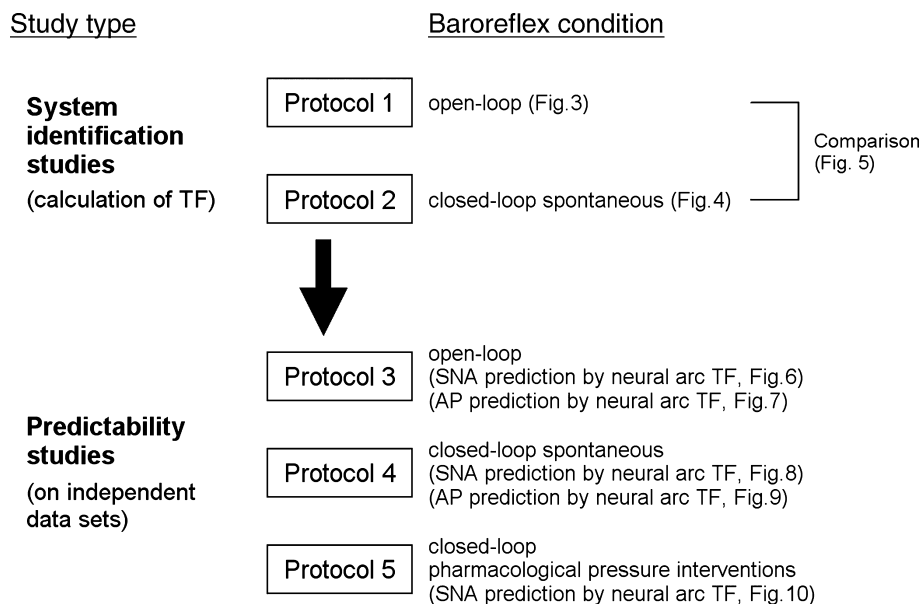 Study type
Baroreflex condition
System
identification
studies
(calculation of TF)
Protocol 1
open-loop (Fig.3)
Protocol 2
closed-loop spontaneous (Fig.4)
Comparison
(Fig. 5)
Predictability
studies
(on independent
data sets)
Protocol 3
open-loop
(SNA prediction by neural arc TF, Fig.6)
(AP prediction by neural arc TF, Fig.7)
Protocol 4
closed-loop spontaneous
(SNA prediction by neural arc TF, Fig.8)
(AP prediction by neural arc TF, Fig.9)
Protocol 5
closed-loop
pharmacological pressure interventions
(SNA prediction by neural arc TF, Fig.10)